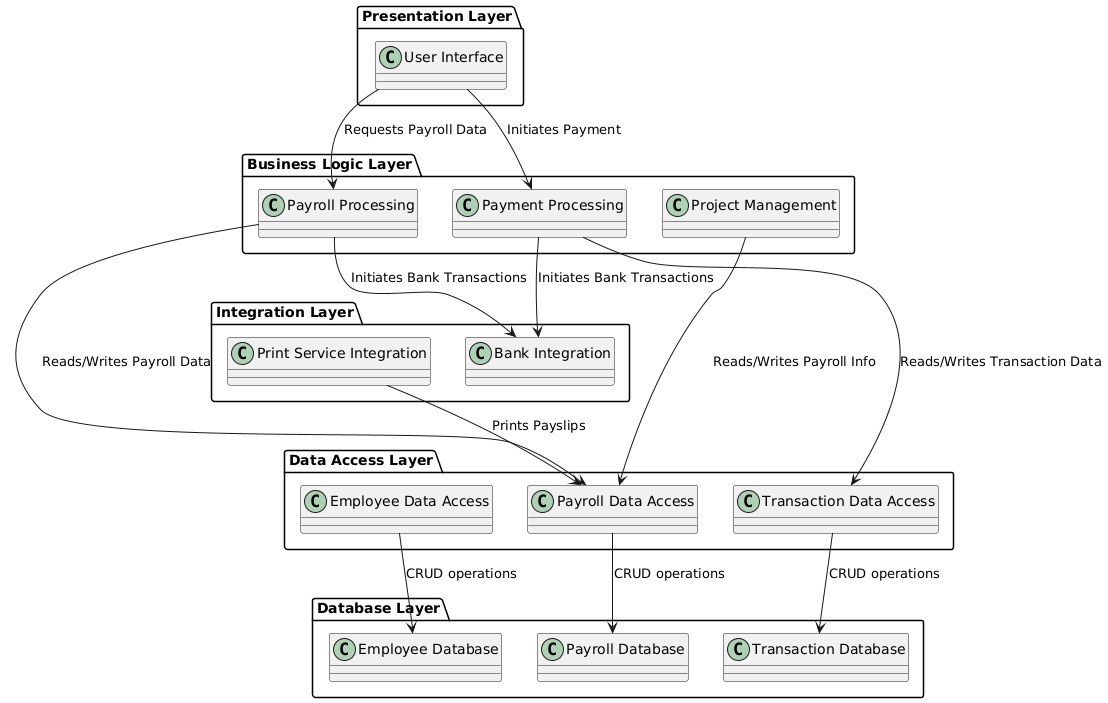 Presentation Layer
C User Interface
Requests Payroll Data
Initiates Payment
Business Logic Layer
C Payroll Processing
C Payment Processing
C Project Management
Initiates Bank Transactions
Initiates Bank Transactions
Integration Layer
C Print Service Integration
C Bank Integration
Reads/Writes Payroll Data
Reads/Writes Payroll Info
Reads/Writes Transaction Data
Prints Payslips
Data Access Layer
C Employee Data Access
C Payroll Data Access
C Transaction Data Access
CRUD operations
CRUD operations
CRUD operations
Database Layer
C Employee Database
C Payroll Database
C Transaction Database